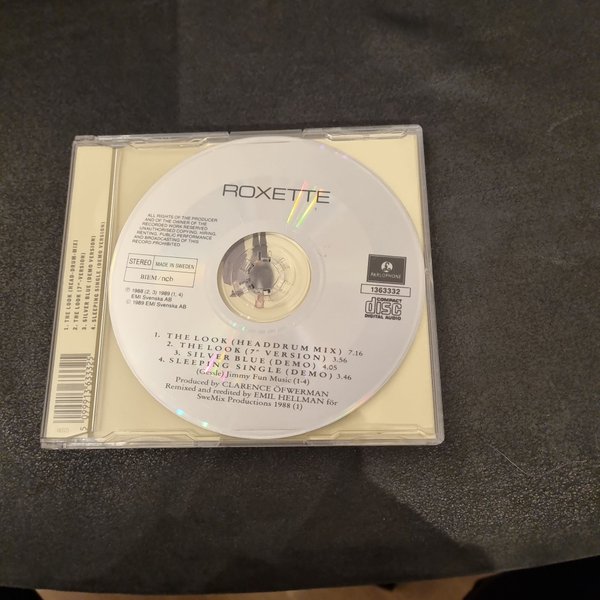 ROXETTE
ALL RIGHTS OF THE PRODUCER
AND OF THE OWNER OF THE
RECORDED WORK RESERVED
UNAUTHORISED COPYING, HIRING,
RENTING, PUBLIC PERFORMANCE
AND BROADCASTING OF THIS
RECORD PROHIBITED
STEREO MADE IN SWEDEN
BIEM/ncb
℗ 1988 (2, 3) 1989 (1, 4)
EMI Svenska AB
© 1989 EMI Svenska AB
PARLOPHONE
1363332
COMPACT
disc
DIGITAL AUDIO
1. THE LOOK (HEADDRUM MIX) 7.16
2. THE LOOK (7" VERSION) 3.56
3. SILVER BLUE (DEMO) 4.05
4. SLEEPING SINGLE (DEMO) 3.46
(Gessle) Jimmy Fun Music (1-4)
Produced by CLARENCE ÖFWERMAN
Remixed and reedited by EMIL HELLMAN för
SweMix Productions 1988 (1)
1. THE LOOK (HEAD-DRUM-MIX)
2. THE LOOK (7"-VERSION)
3. SILVER BLUE (DEMO VERSION)
4. SLEEPING SINGLE (DEMO VERSION)